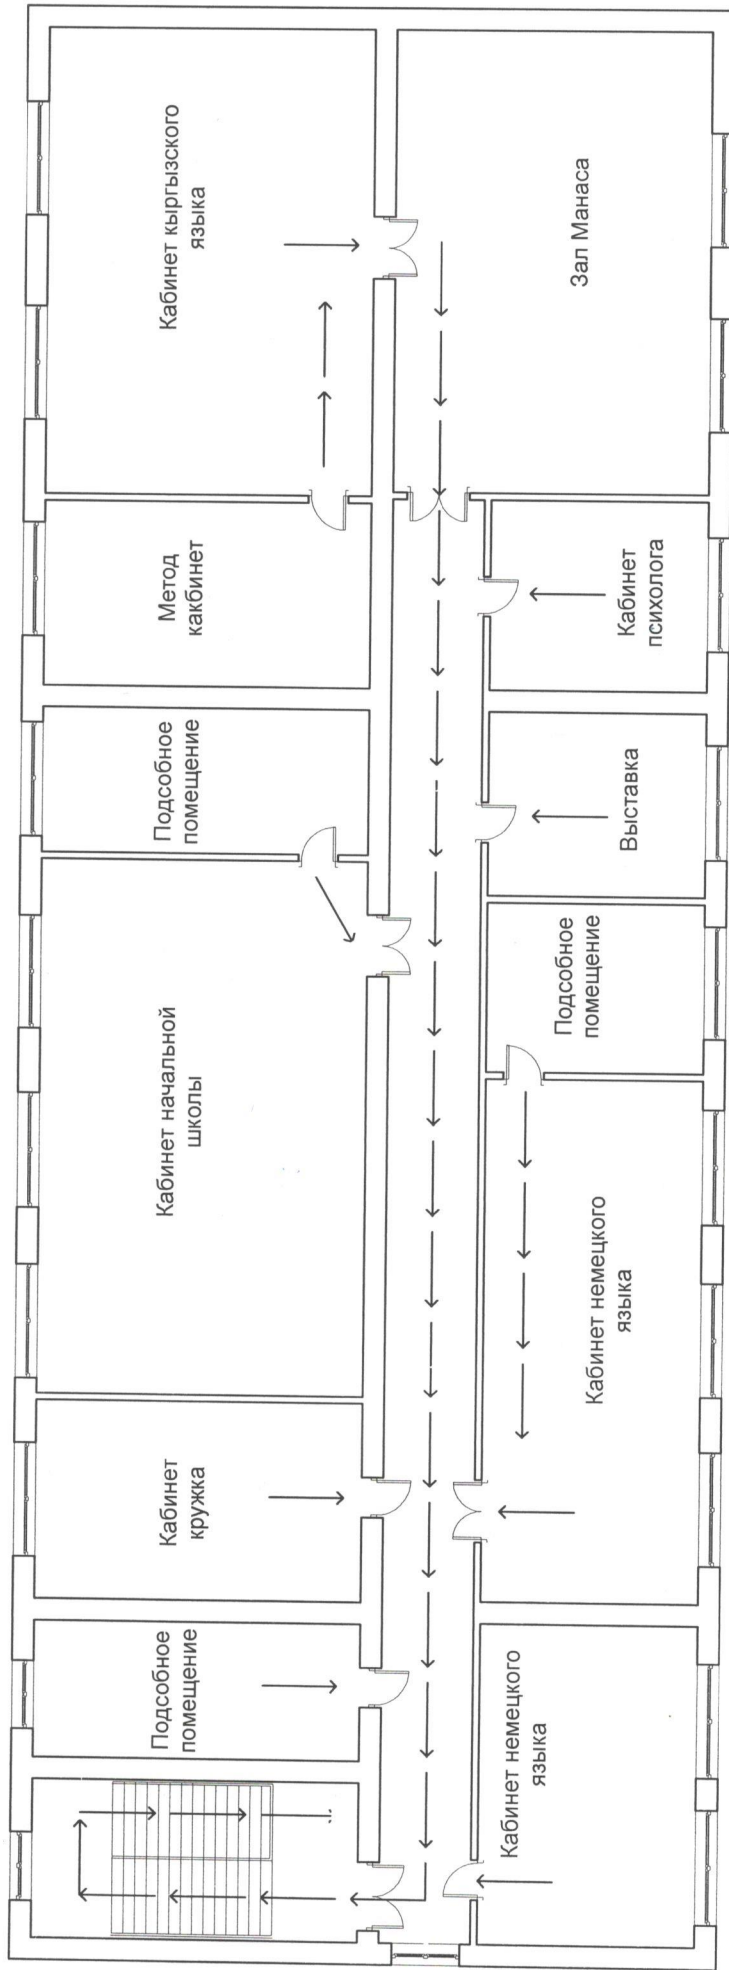 Подсобное
помещение
Кабинет
кружка
Кабинет начальной
школы
Подсобное
помещение
Метод
какбинет
Кабинет кыргызского
языка
Кабинет немецкого
языка
Кабинет немецкого
языка
Подсобное
помещение
Выставка
Кабинет
психолога
Зал Манаса